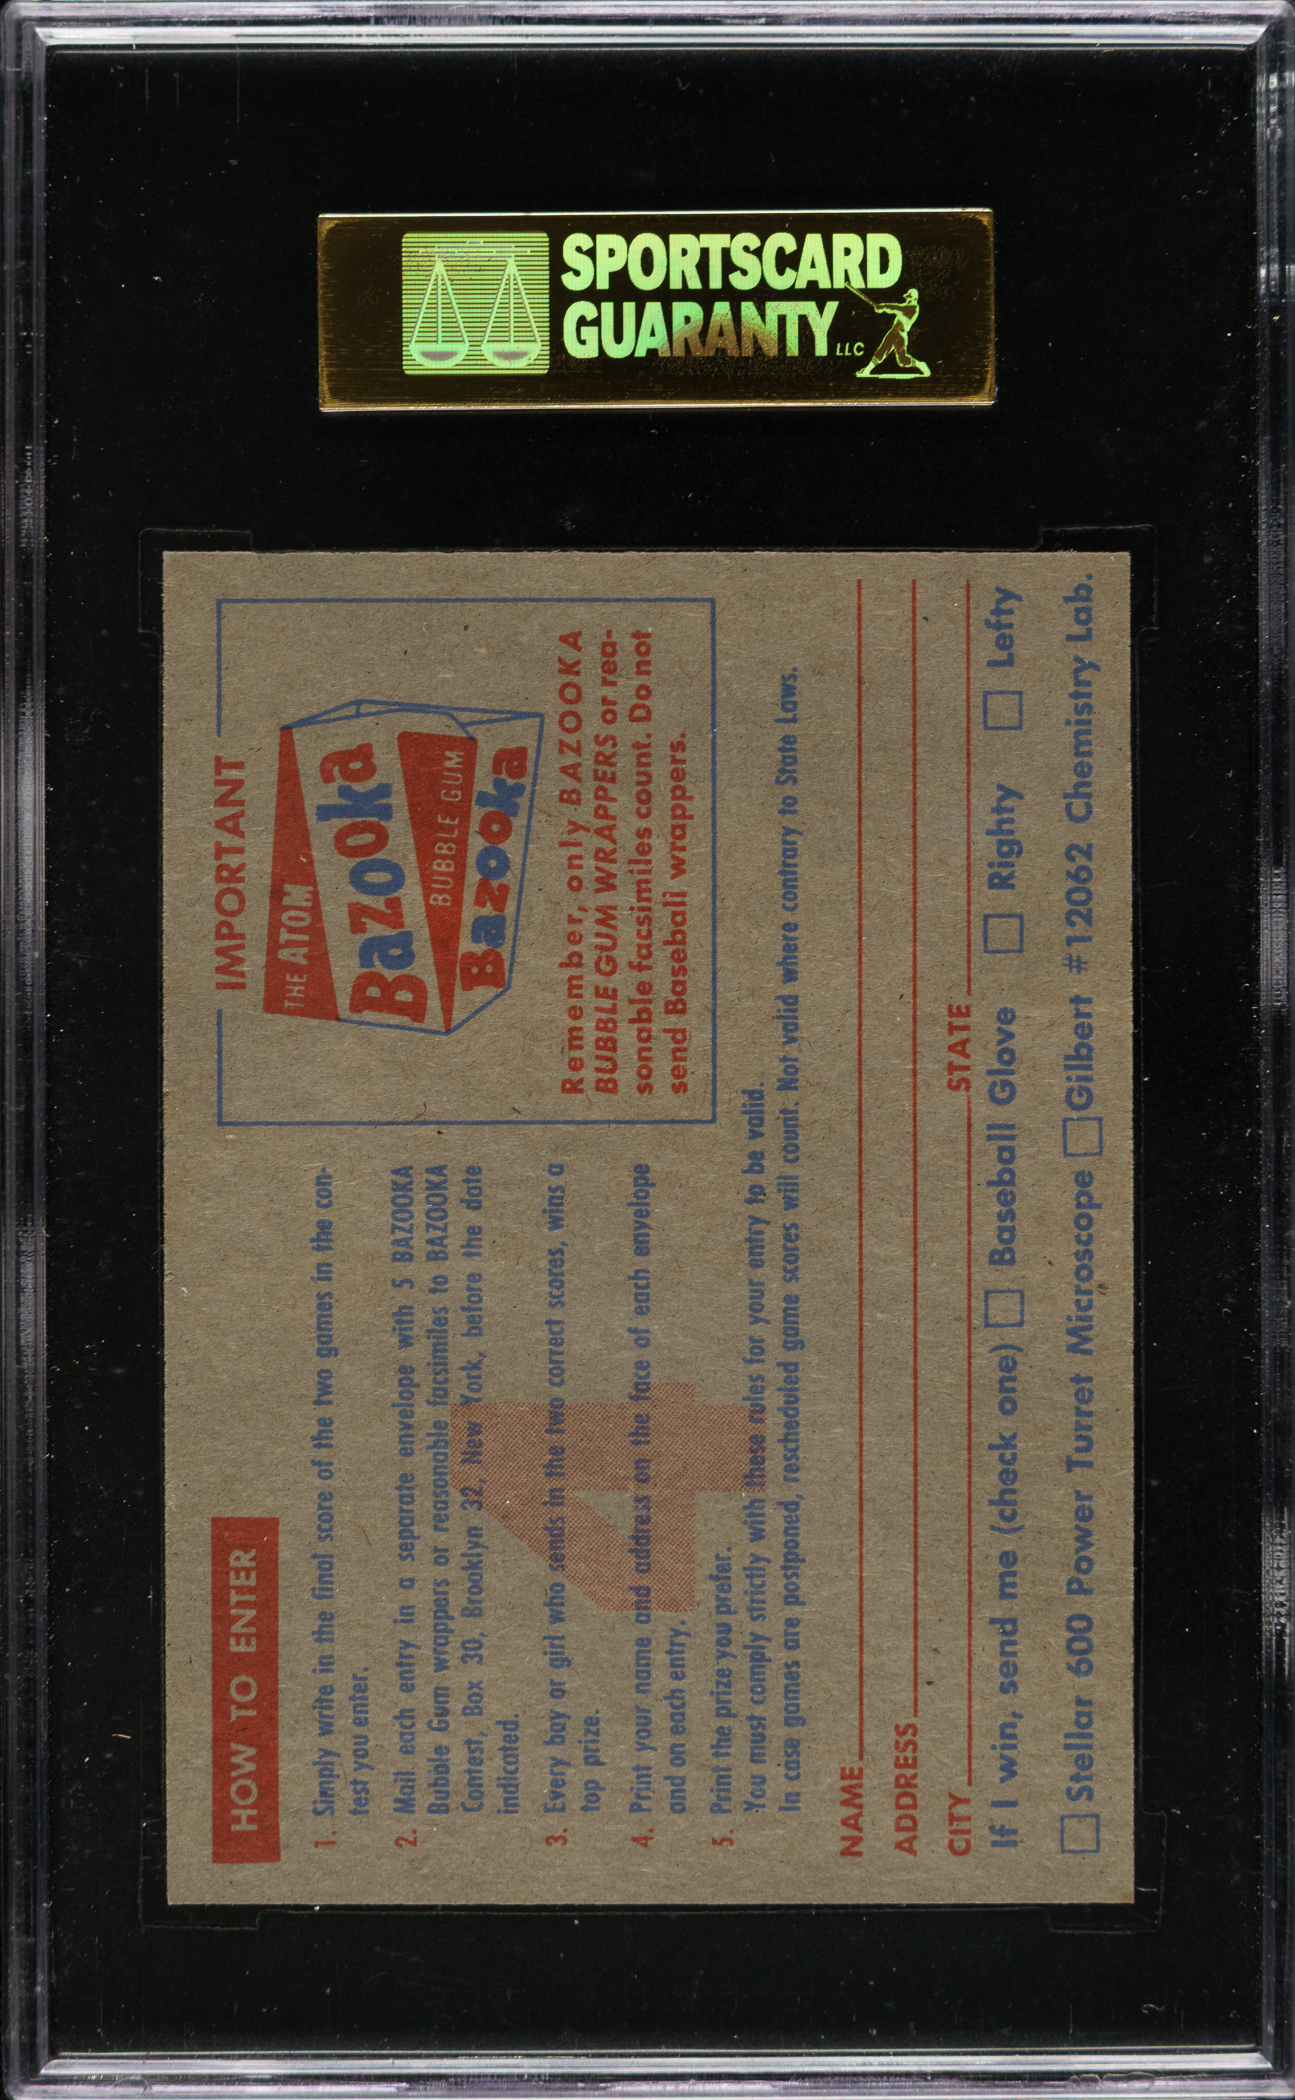 SPORTSCARD
GUARANTY LLC
HOW TO ENTER
1. Simply write in the final score of the two games in the con-
test you enter.
2. Mail each entry in a separate envelope with 5 BAZOOKA
Bubble Gum wrappers or reasonable facsimiles to BAZOOKA
Contest, Box 30, Brooklyn 32, New York, before the date
indicated.
3. Every boy or girl who sends in the two correct scores, wins a
top prize.
4. Print your name and address on the face of each envelope
and on each entry.
5. Print the prize you prefer.
You must comply strictly with these rules for your entry to be valid.
In case games are postponed, rescheduled game scores will count. Not valid where contrary to State Laws.
4
IMPORTANT
THE ATOM
Bazooka
BUBBLE GUM
Bazooka
Remember, only BAZOOKA
BUBBLE GUM WRAPPERS or rea-
sonable facsimiles count. Do not
send Baseball wrappers.
NAME
ADDRESS
CITY STATE
If I win, send me (check one) Baseball Glove Righty Lefty
Stellar 600 Power Turret Microscope Gilbert #12062 Chemistry Lab.
2